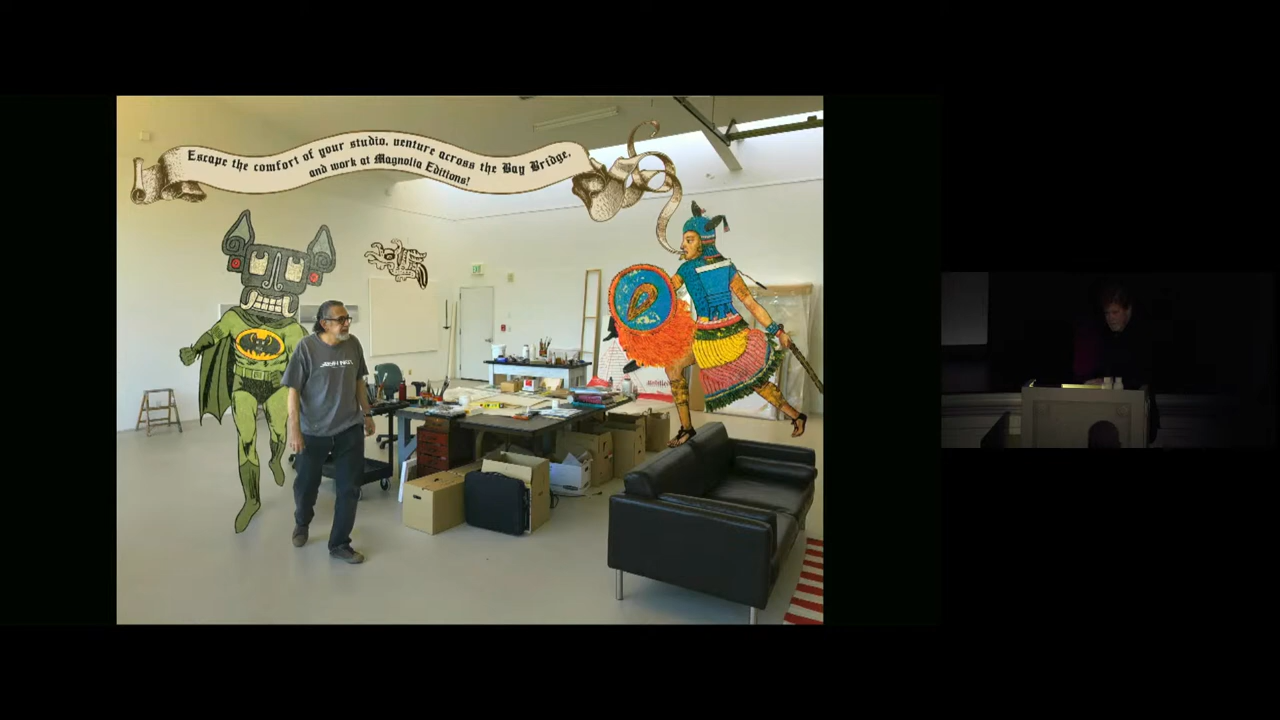 Escape the comfort of your studio, venture across the Bay Bridge,
and work at Magnolia Editions!